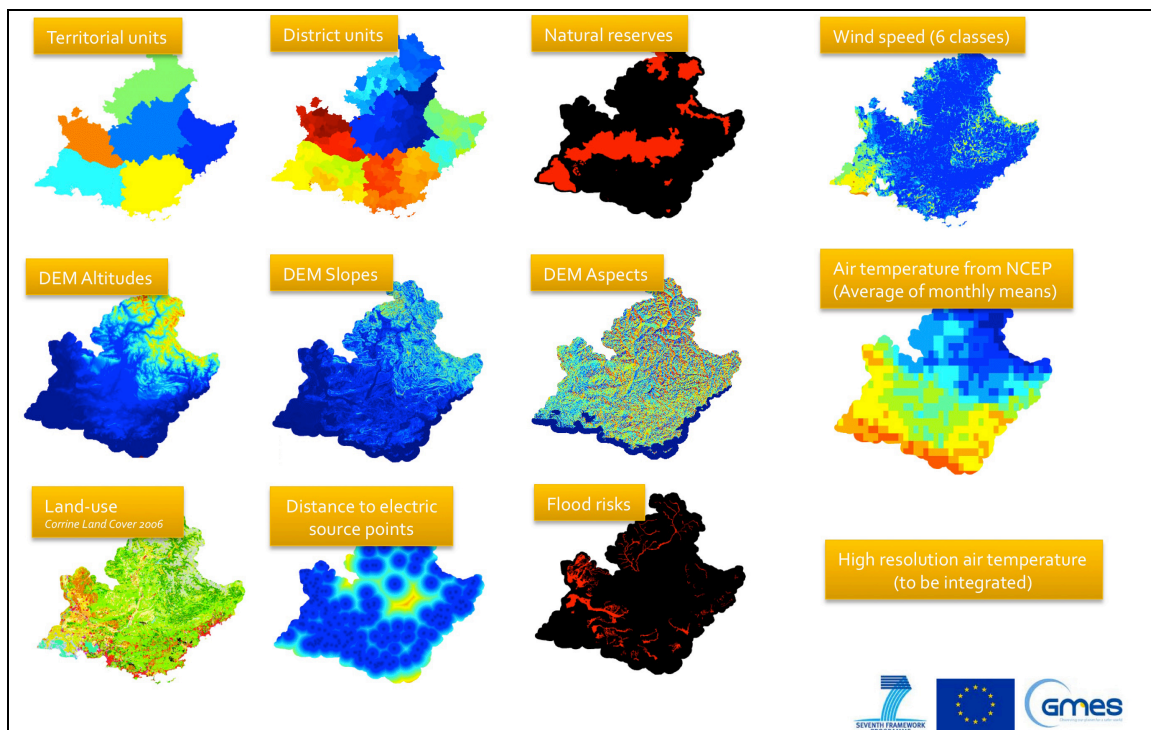 Territorial units
District units
Natural reserves
Wind speed (6 classes)
DEM Altitudes
DEM Slopes
DEM Aspects
Air temperature from NCEP
(Average of monthly means)
Land-use
Corrine Land Cover 2006
Distance to electric
source points
Flood risks
High resolution air temperature
(to be integrated)
SEVENTH FRAMEWORK
PROGRAMME
GMES